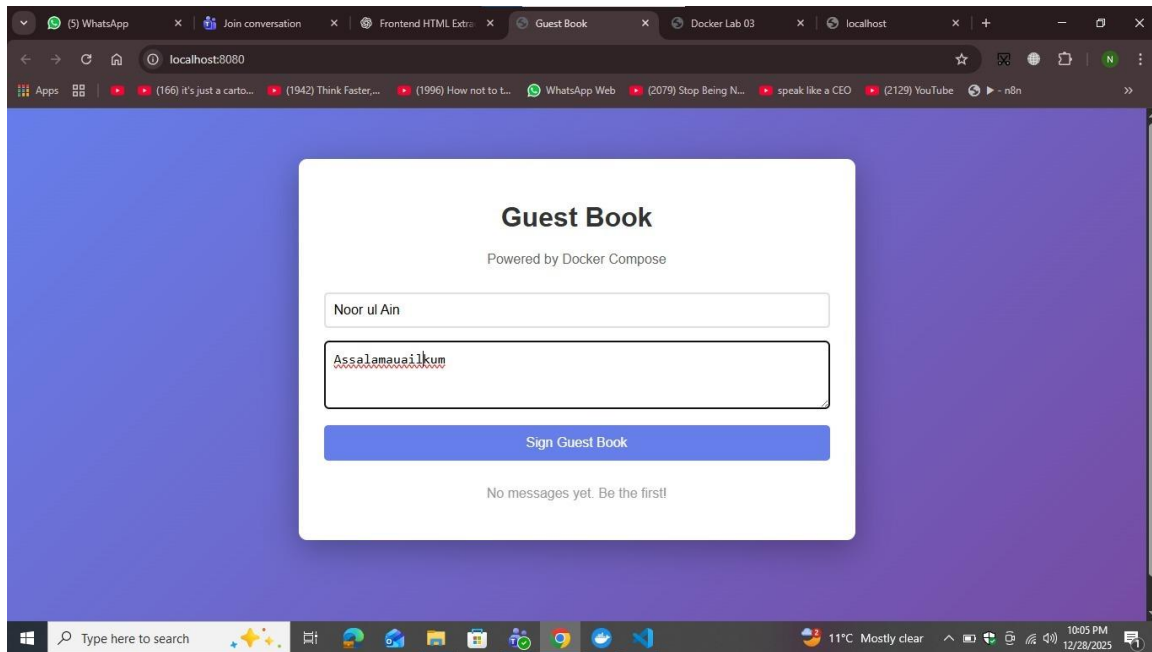 (5) WhatsApp
Join conversation
Frontend HTML Extra
Guest Book
Docker Lab 03
localhost
localhost:8080
N
Apps
(166) it's just a carto...
(1942) Think Faster,...
(1996) How not to t...
WhatsApp Web
(2079) Stop Being N...
speak like a CEO
(2129) YouTube
- n8n
Guest Book
Powered by Docker Compose
Noor ul Ain
Assalamauailkum
Sign Guest Book
No messages yet. Be the first!
Type here to search
11°C Mostly clear
10:05 PM
12/28/2025
1